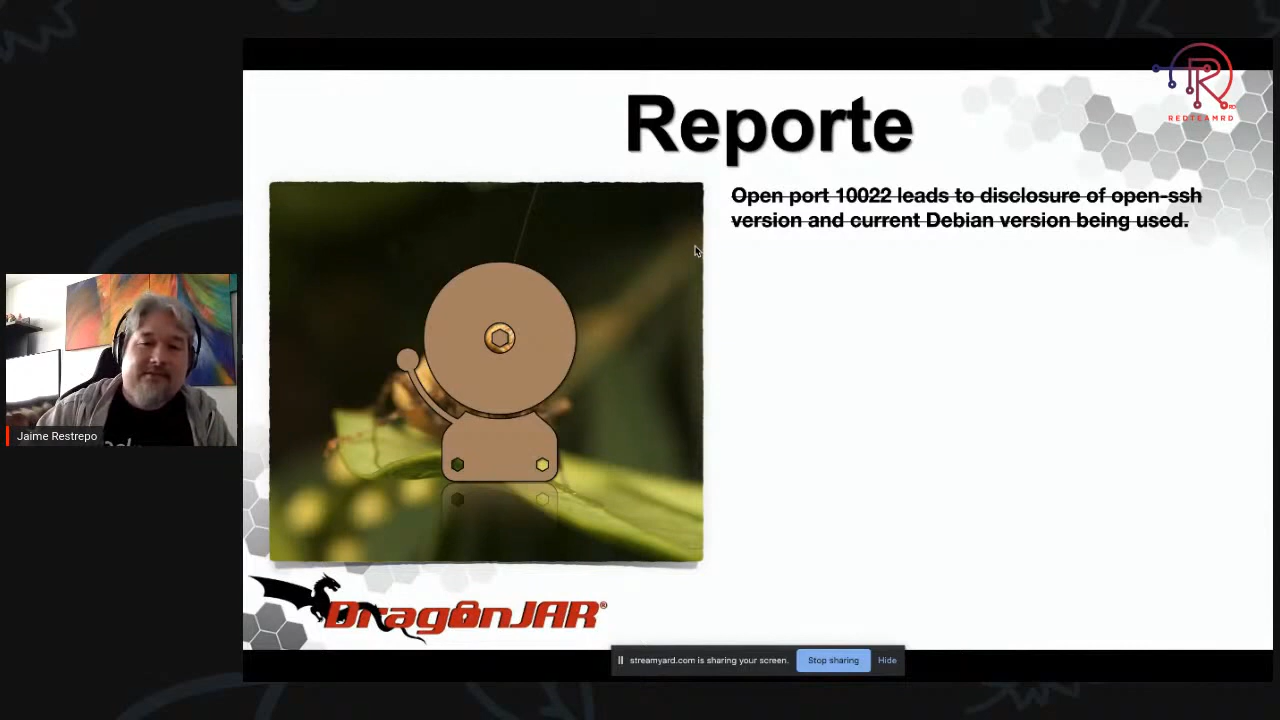 REDTEAMRD
Reporte
Open port 10022 leads to disclosure of open-ssh
version and current Debian version being used.
Jaime Restrepo
DragonJAR®
streamyard.com is sharing your screen.
Stop sharing
Hide